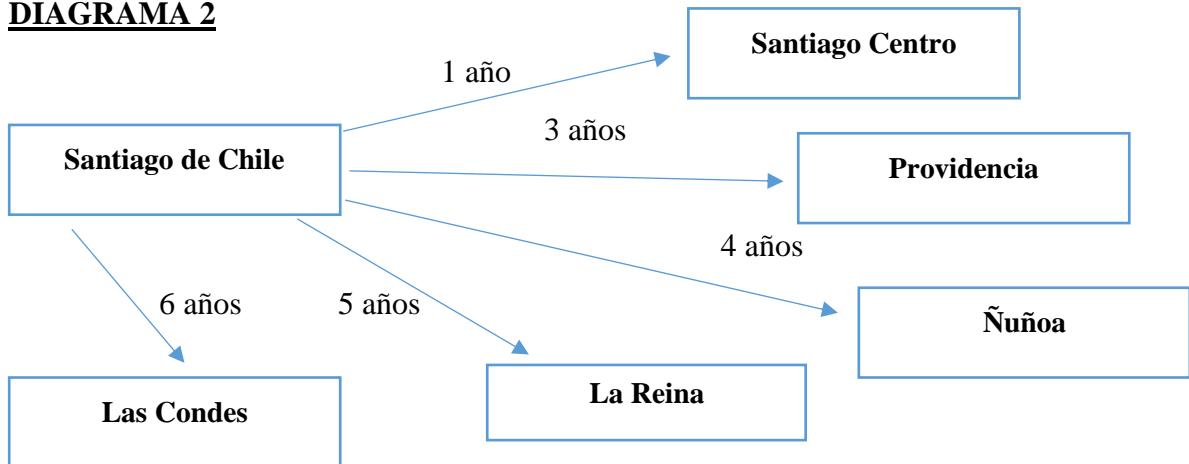 DIAGRAMA 2
Santiago Centro
1 año
3 años
Santiago de Chile
Providencia
4 años
6 años
5 años
Ñuñoa
La Reina
Las Condes